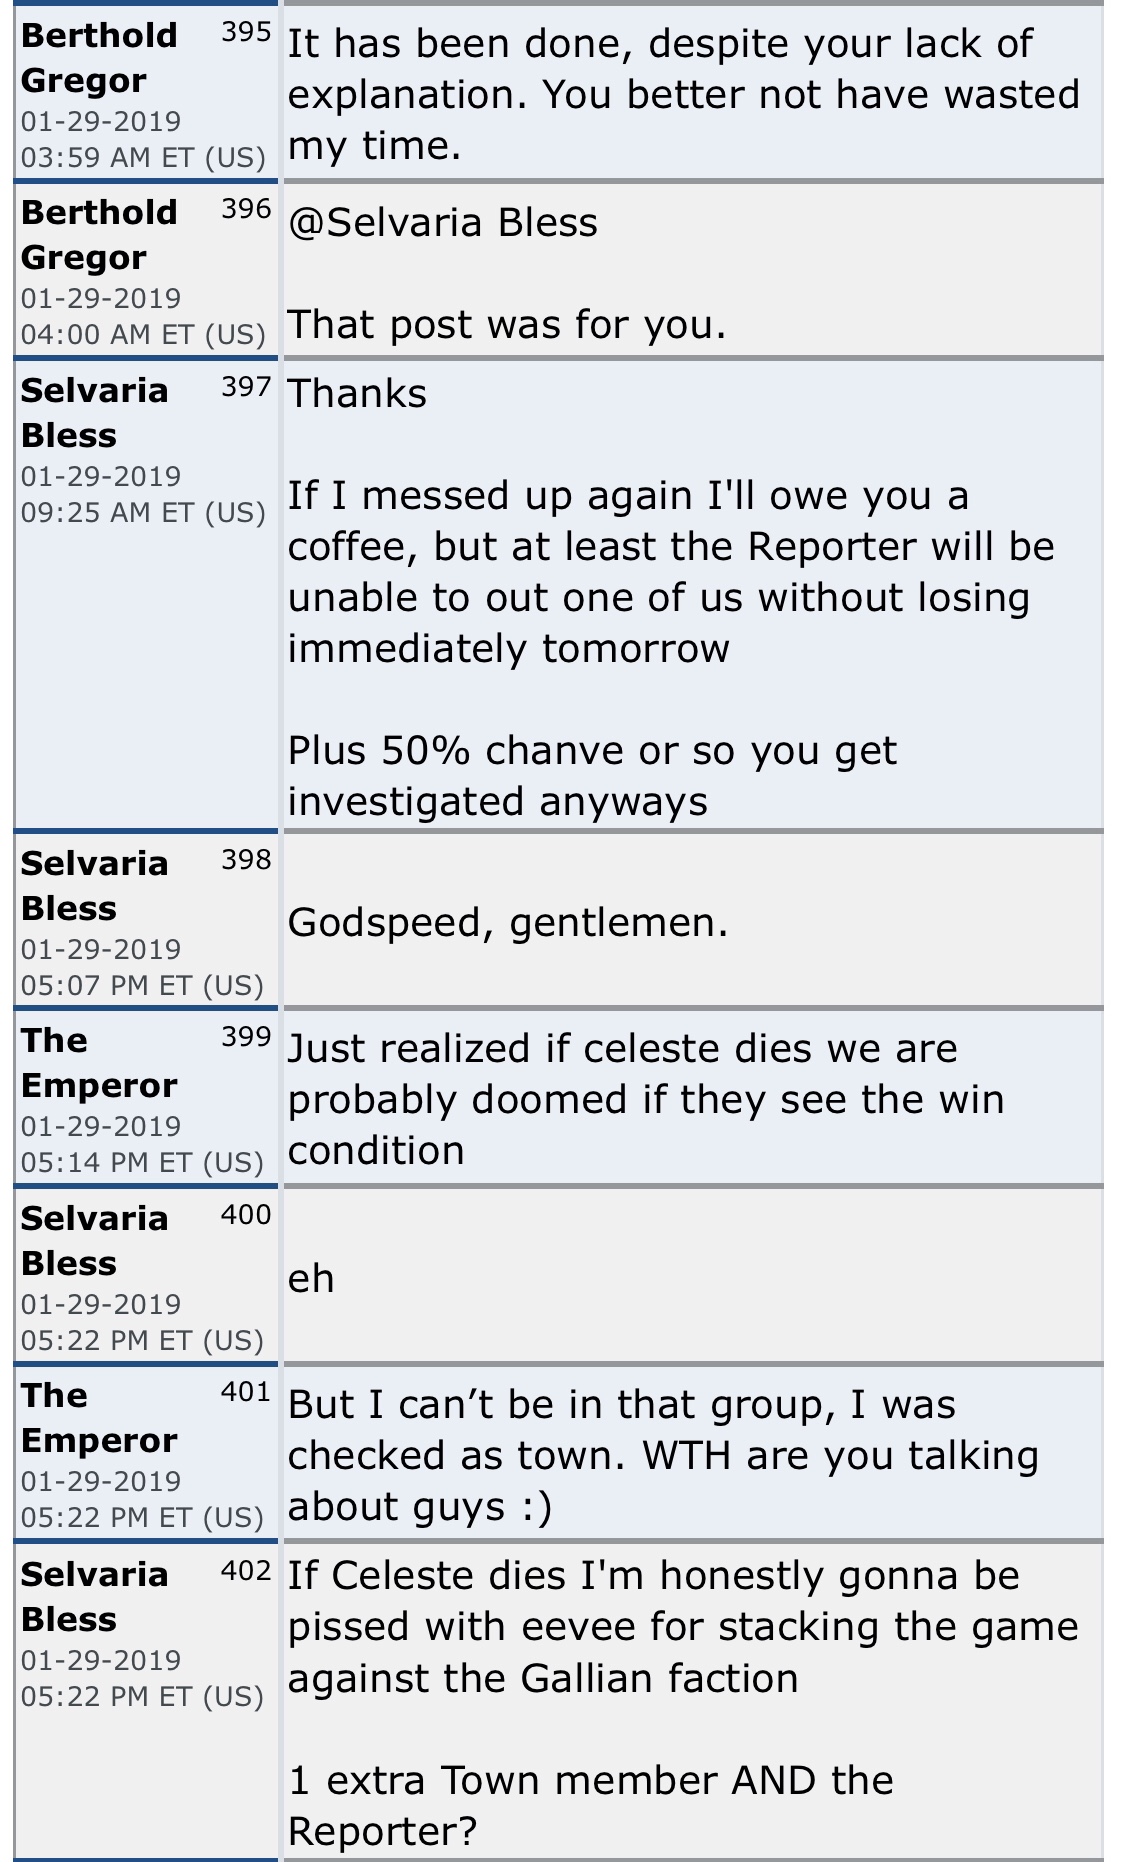 Berthold 395
Gregor
01-29-2019
03:59 AM ET (US)
It has been done, despite your lack of
explanation. You better not have wasted
my time.
Berthold 396
Gregor
01-29-2019
04:00 AM ET (US)
@Selvaria Bless
That post was for you.
Selvaria 397
Bless
01-29-2019
09:25 AM ET (US)
Thanks
If I messed up again I'll owe you a
coffee, but at least the Reporter will be
unable to out one of us without losing
immediately tomorrow
Plus 50% chanve or so you get
investigated anyways
Selvaria 398
Bless
01-29-2019
05:07 PM ET (US)
Godspeed, gentlemen.
The 399
Emperor
01-29-2019
05:14 PM ET (US)
Just realized if celeste dies we are
probably doomed if they see the win
condition
Selvaria 400
Bless
01-29-2019
05:22 PM ET (US)
eh
The 401
Emperor
01-29-2019
05:22 PM ET (US)
But I can’t be in that group, I was
checked as town. WTH are you talking
about guys :)
Selvaria 402
Bless
01-29-2019
05:22 PM ET (US)
If Celeste dies I'm honestly gonna be
pissed with eevee for stacking the game
against the Gallian faction
1 extra Town member AND the
Reporter?